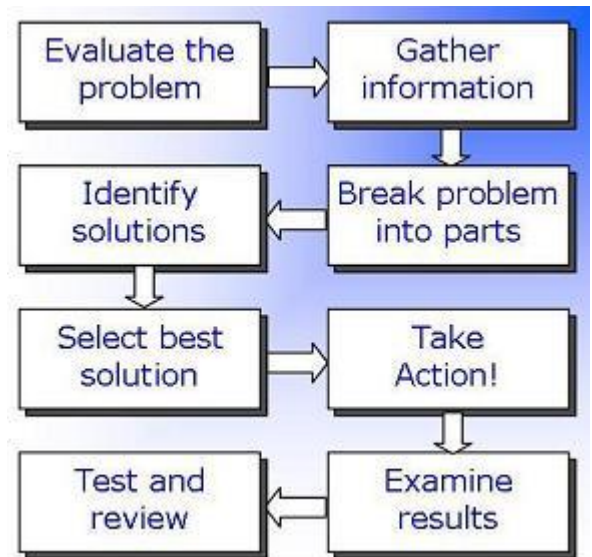 Evaluate the
problem
Gather
information
Break problem
into parts
Identify
solutions
Select best
solution
Take
Action!
Examine
results
Test and
review